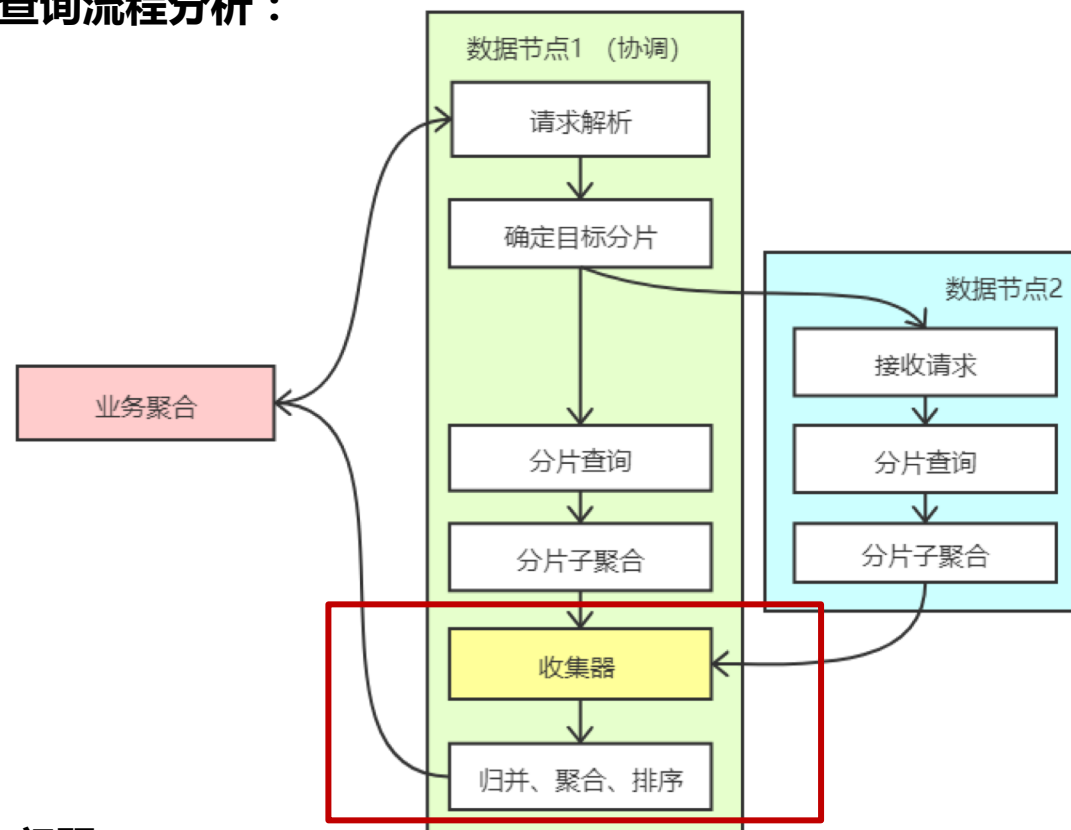 查询流程分析：
数据节点1 （协调）
请求解析
确定目标分片
数据节点2
接收请求
业务聚合
分片查询
分片查询
分片子聚合
分片子聚合
收集器
归并、聚合、排序